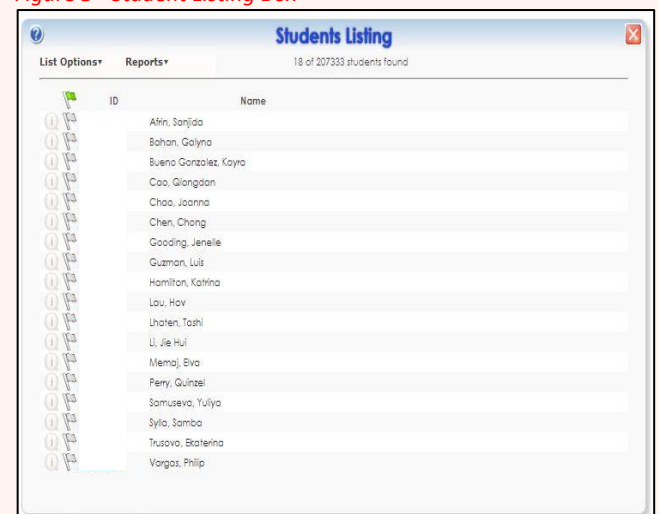 Students Listing
List Options▾ Reports▾ 18 of 207333 students found
ID Name
Afrin, Sanjida
Bahan, Galyna
Bueno Gonzalez, Kayra
Cao, Qiongdan
Chao, Joanna
Chen, Chong
Gooding, Jenelle
Guzman, Luis
Hamilton, Katrina
Lau, Hov
Lhaten, Tashi
Li, Jie Hui
Memaj, Elva
Perry, Quinzel
Samuseva, Yuliya
Sylla, Samba
Trusova, Ekaterina
Vargas, Philip